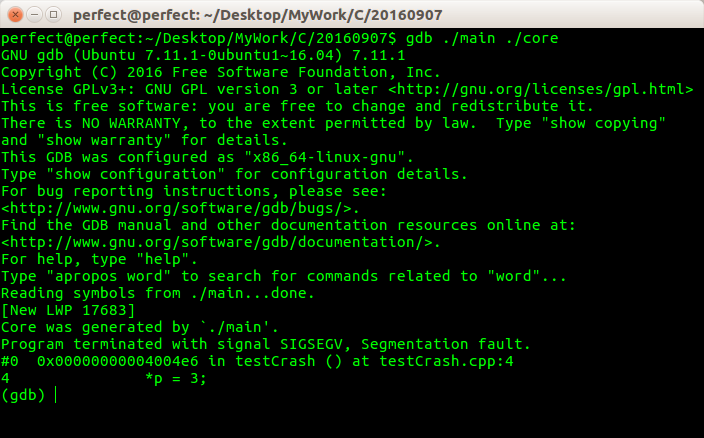 perfect@perfect: ~/Desktop/MyWork/C/20160907
perfect@perfect:~/Desktop/MyWork/C/20160907$ gdb ./main ./core
GNU gdb (Ubuntu 7.11.1-0ubuntu1~16.04) 7.11.1
Copyright (C) 2016 Free Software Foundation, Inc.
License GPLv3+: GNU GPL version 3 or later <http://gnu.org/licenses/gpl.html>
This is free software: you are free to change and redistribute it.
There is NO WARRANTY, to the extent permitted by law.  Type "show copying"
and "show warranty" for details.
This GDB was configured as "x86_64-linux-gnu".
Type "show configuration" for configuration details.
For bug reporting instructions, please see:
<http://www.gnu.org/software/gdb/bugs/>.
Find the GDB manual and other documentation resources online at:
<http://www.gnu.org/software/gdb/documentation/>.
For help, type "help".
Type "apropos word" to search for commands related to "word"...
Reading symbols from ./main...done.
[New LWP 17683]
Core was generated by `./main'.
Program terminated with signal SIGSEGV, Segmentation fault.
#0  0x00000000004004e6 in testCrash () at testCrash.cpp:4
4               *p = 3;
(gdb)